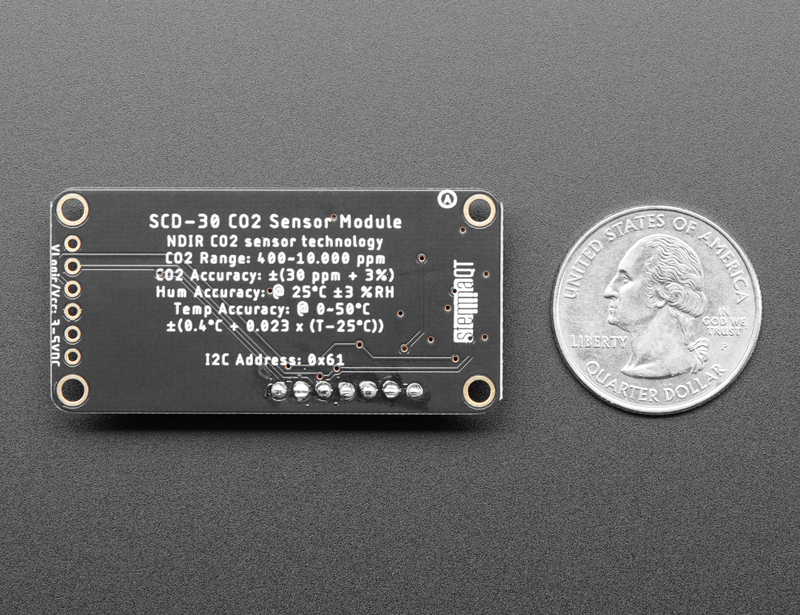 A
SCD-30 CO2 Sensor Module
NDIR CO2 sensor technology
CO2 Range: 400~10.000 ppm
CO2 Accuracy: ±(30 ppm + 3%)
Hum Accuracy: @ 25°C ±3 %RH
Temp Accuracy: @ 0~50°C
±(0.4°C + 0.023 x (T-25°C))
I2C Address: 0x61
VLogic/Vcc: 3-5VDC
stemma QT
UNITED STATES OF AMERICA
LIBERTY
IN
GOD WE
TRUST
P
QUARTER DOLLAR